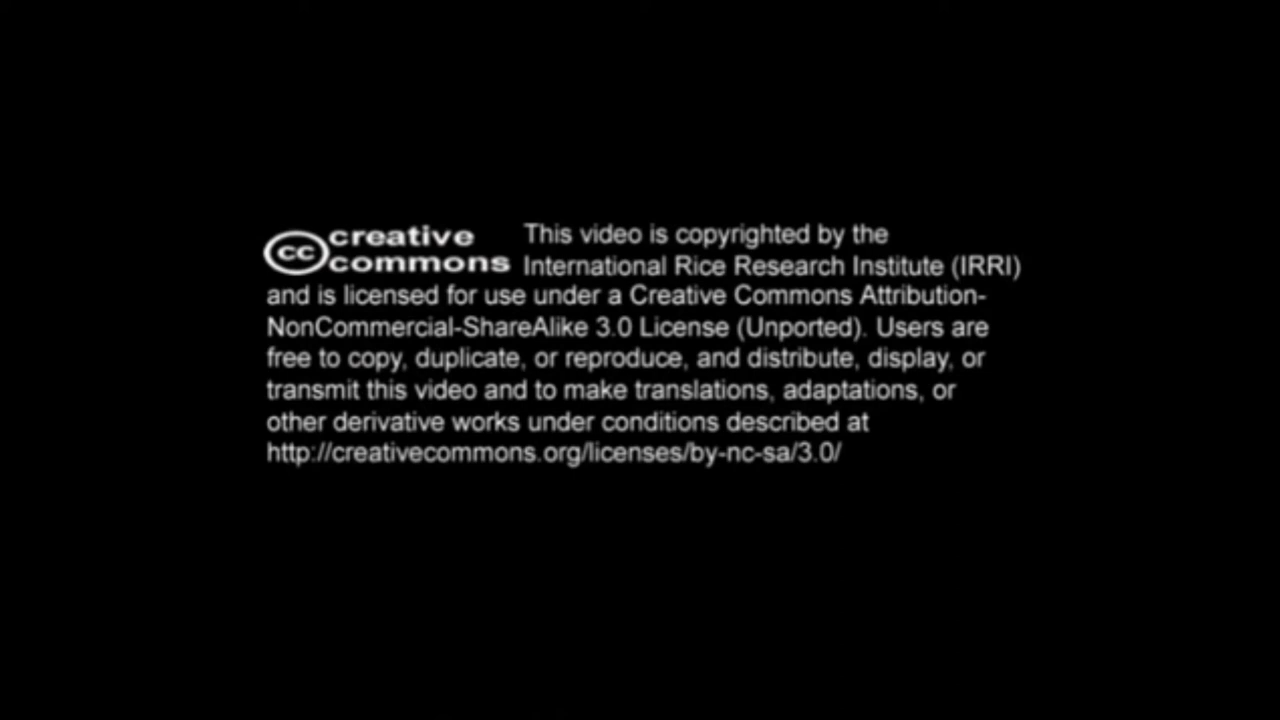 cc creative commons This video is copyrighted by the
International Rice Research Institute (IRRI)
and is licensed for use under a Creative Commons Attribution-
NonCommercial-ShareAlike 3.0 License (Unported). Users are
free to copy, duplicate, or reproduce, and distribute, display, or
transmit this video and to make translations, adaptations, or
other derivative works under conditions described at
http://creativecommons.org/licenses/by-nc-sa/3.0/